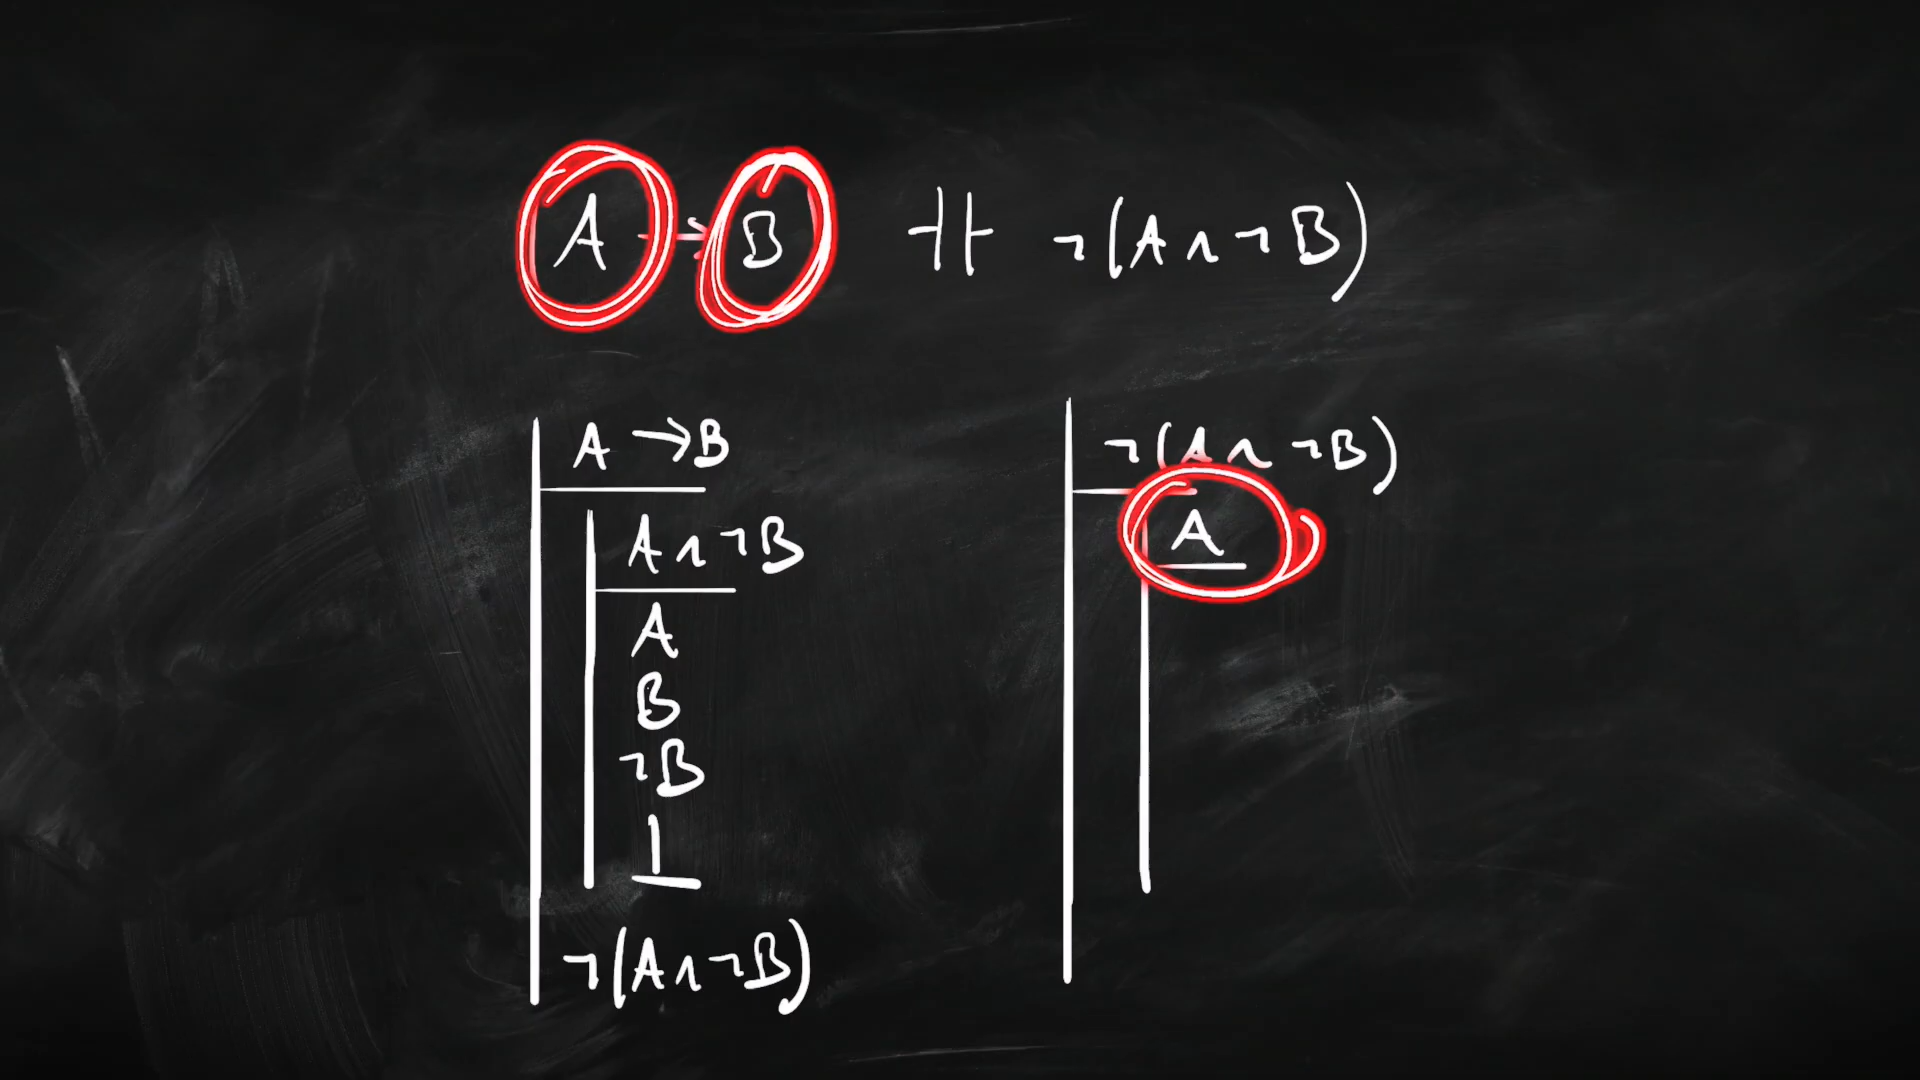 A → B ⊣⊢ ¬(A ∧ ¬B)
A → B
A ∧ ¬B
A
B
¬B
⊥
¬(A ∧ ¬B)
¬(A ∧ ¬B)
A